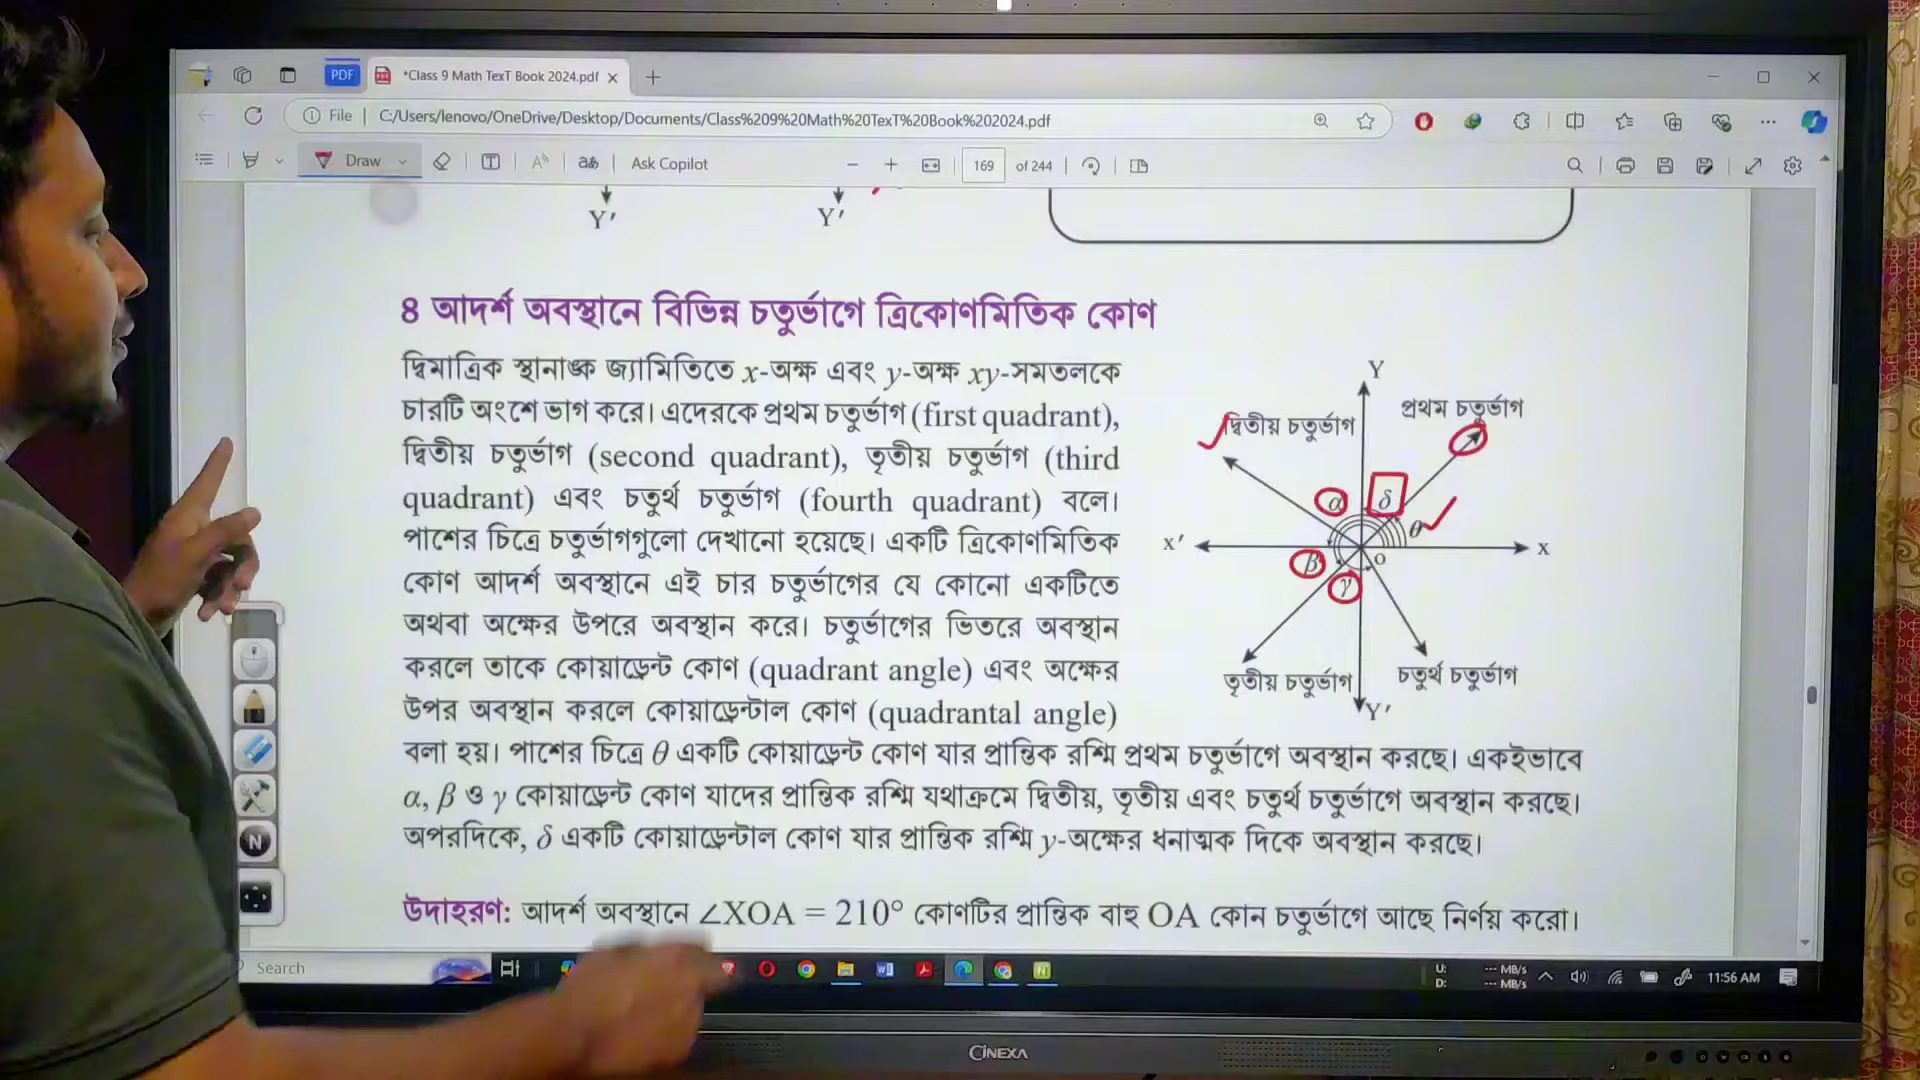 PDF
*Class 9 Math TexT Book 2024.pdf
File
C:/Users/lenovo/OneDrive/Desktop/Documents/Class%209%20Math%20TexT%20Book%202024.pdf
Draw
Ask Copilot
169
of 244
Y′
Y′
৪ আদর্শ অবস্থানে বিভিন্ন চতুর্ভাগে ত্রিকোণমিতিক কোণ
দ্বিমাত্রিক স্থানাঙ্ক জ্যামিতিতে x-অক্ষ এবং y-অক্ষ xy-সমতলকে
চারটি অংশে ভাগ করে। এদেরকে প্রথম চতুর্ভাগ (first quadrant),
দ্বিতীয় চতুর্ভাগ (second quadrant), তৃতীয় চতুর্ভাগ (third
quadrant) এবং চতুর্থ চতুর্ভাগ (fourth quadrant) বলে।
পাশের চিত্রে চতুর্ভাগগুলো দেখানো হয়েছে। একটি ত্রিকোণমিতিক
কোণ আদর্শ অবস্থানে এই চার চতুর্ভাগের যে কোনো একটিতে
অথবা অক্ষের উপরে অবস্থান করে। চতুর্ভাগের ভিতরে অবস্থান
করলে তাকে কোয়াড্রেন্ট কোণ (quadrant angle) এবং অক্ষের
উপর অবস্থান করলে কোয়াড্রেন্টাল কোণ (quadrantal angle)
বলা হয়। পাশের চিত্রে θ একটি কোয়াড্রেন্ট কোণ যার প্রান্তিক রশ্মি প্রথম চতুর্ভাগে অবস্থান করছে। একইভাবে
α, β ও γ কোয়াড্রেন্ট কোণ যাদের প্রান্তিক রশ্মি যথাক্রমে দ্বিতীয়, তৃতীয় এবং চতুর্থ চতুর্ভাগে অবস্থান করছে।
অপরদিকে, δ একটি কোয়াড্রেন্টাল কোণ যার প্রান্তিক রশ্মি y-অক্ষের ধনাত্মক দিকে অবস্থান করছে।
Y
প্রথম চতুর্ভাগ
দ্বিতীয় চতুর্ভাগ
α
δ
θ
X′
X
β
γ
O
তৃতীয় চতুর্ভাগ
চতুর্থ চতুর্ভাগ
Y′
উদাহরণ: আদর্শ অবস্থানে ∠XOA = 210° কোণটির প্রান্তিক বাহু OA কোন চতুর্ভাগে আছে নির্ণয় করো।
Search
U: --- MB/s
D: --- MB/s
11:56 AM
CINEXA